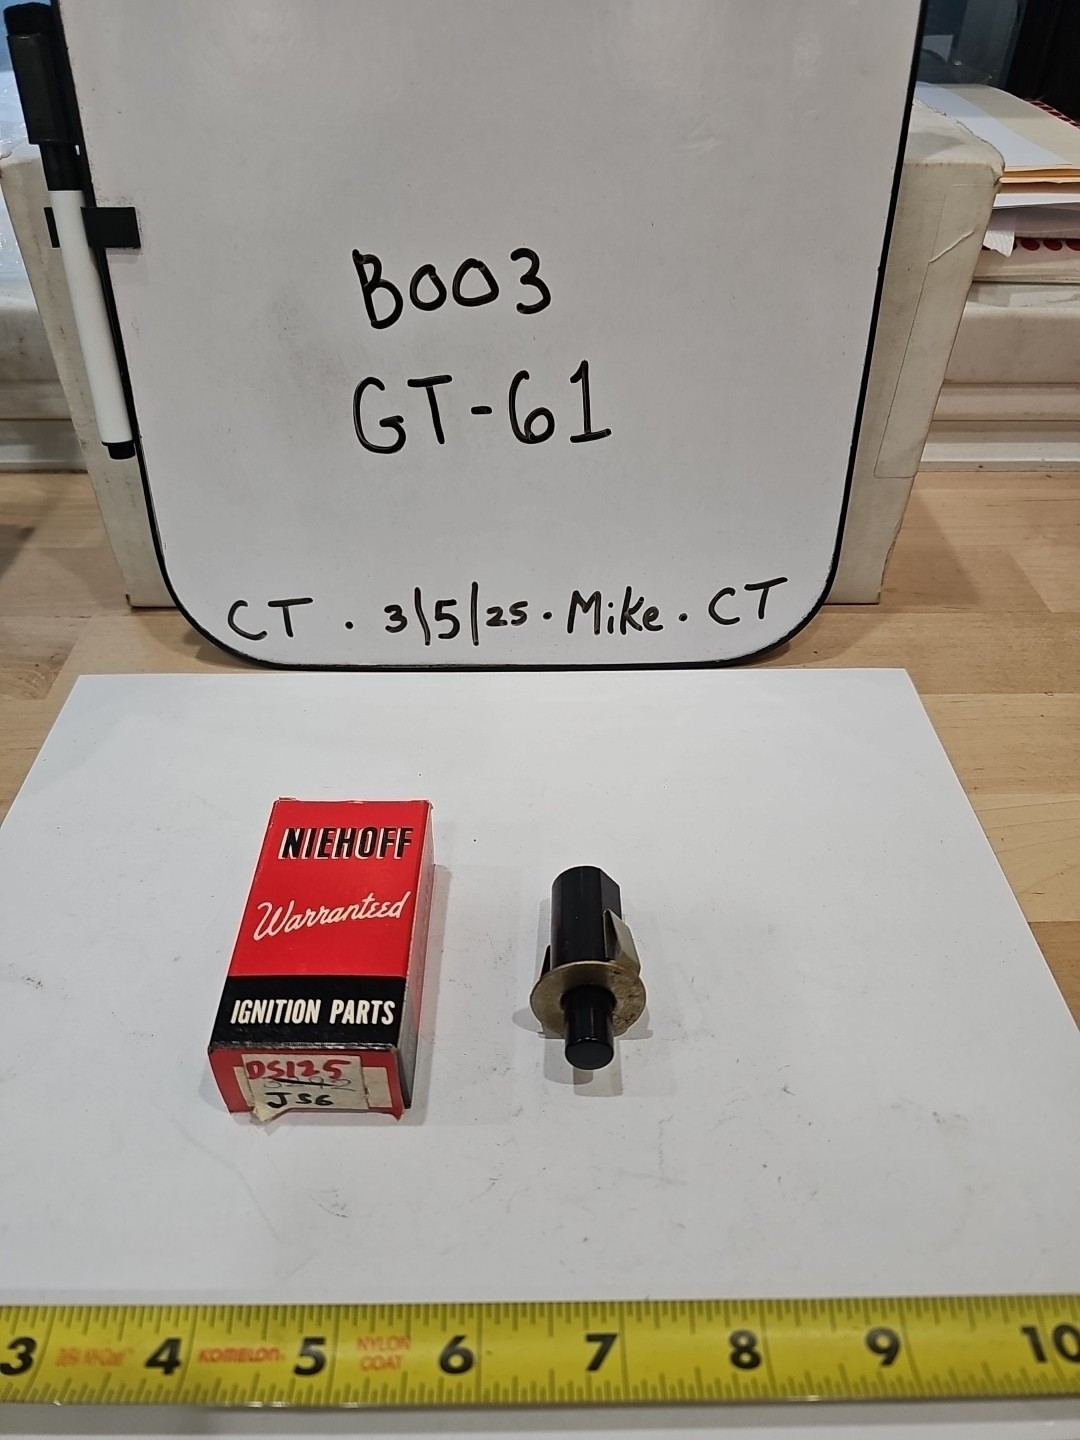 B003
GT-61
CT . 3/5/25 . Mike . CT
NIEHOFF
Warranteed
IGNITION PARTS
DS125
JS6
3 4 KOMELON 5 NYLON COAT 6 7 8 9 10